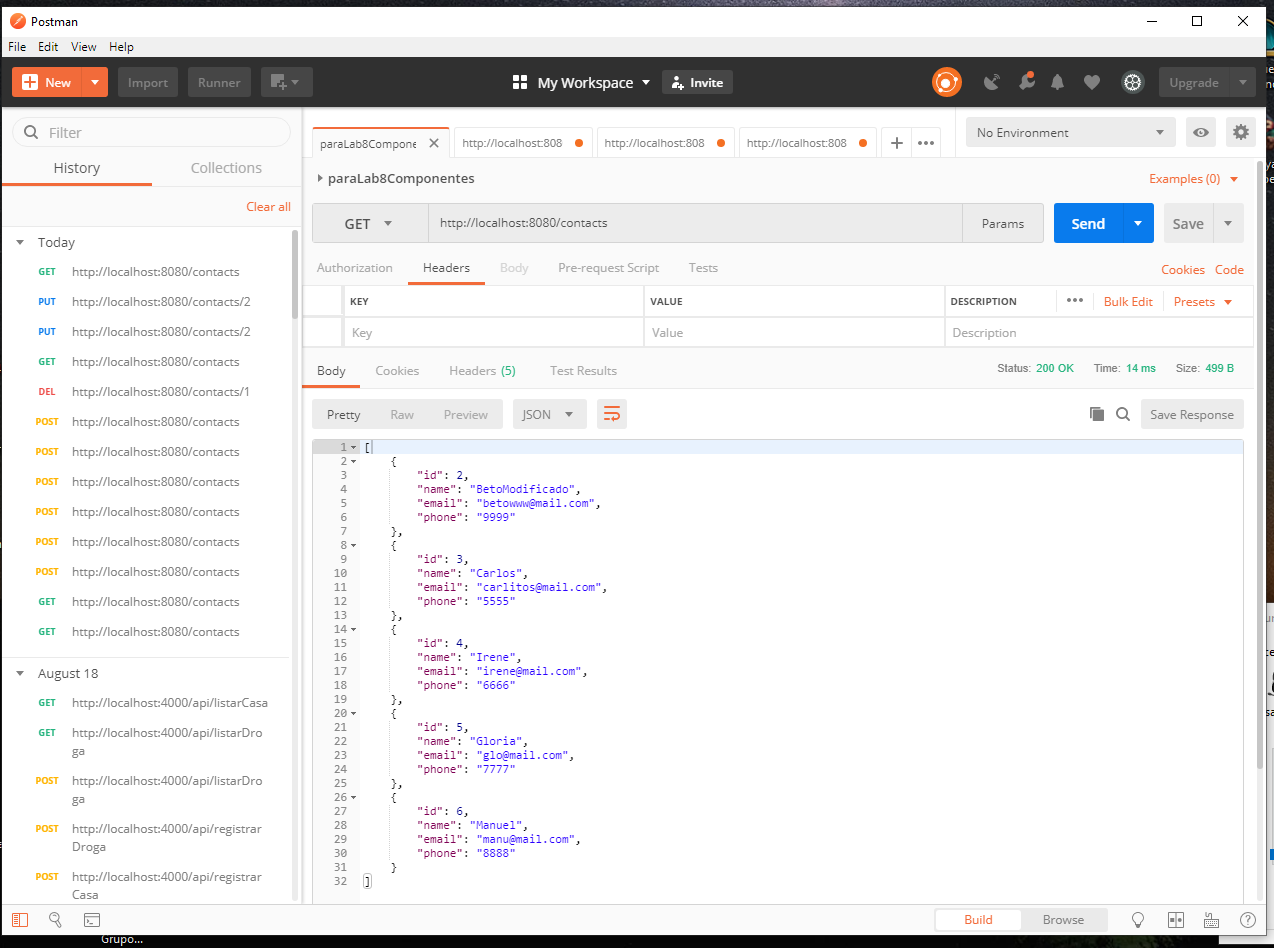 Postman
File Edit View Help
New Import Runner My Workspace Invite Upgrade
Filter
History Collections
Clear all
Today
GET http://localhost:8080/contacts
PUT http://localhost:8080/contacts/2
PUT http://localhost:8080/contacts/2
GET http://localhost:8080/contacts
DEL http://localhost:8080/contacts/1
POST http://localhost:8080/contacts
POST http://localhost:8080/contacts
POST http://localhost:8080/contacts
POST http://localhost:8080/contacts
POST http://localhost:8080/contacts
POST http://localhost:8080/contacts
GET http://localhost:8080/contacts
GET http://localhost:8080/contacts
August 18
GET http://localhost:4000/api/listarCasa
GET http://localhost:4000/api/listarDro
ga
POST http://localhost:4000/api/listarDro
ga
POST http://localhost:4000/api/registrar
Droga
POST http://localhost:4000/api/registrar
Casa
paraLab8Compone http://localhost:808 http://localhost:808 http://localhost:808
No Environment
paraLab8Componentes Examples (0)
GET http://localhost:8080/contacts Params Send Save
Authorization Headers Body Pre-request Script Tests Cookies Code
KEY VALUE DESCRIPTION Bulk Edit Presets
Key Value Description
Body Cookies Headers (5) Test Results Status: 200 OK Time: 14 ms Size: 499 B
Pretty Raw Preview JSON Save Response
1 [
2 {
3 "id": 2,
4 "name": "BetoModificado",
5 "email": "betowww@mail.com",
6 "phone": "9999"
7 },
8 {
9 "id": 3,
10 "name": "Carlos",
11 "email": "carlitos@mail.com",
12 "phone": "5555"
13 },
14 {
15 "id": 4,
16 "name": "Irene",
17 "email": "irene@mail.com",
18 "phone": "6666"
19 },
20 {
21 "id": 5,
22 "name": "Gloria",
23 "email": "glo@mail.com",
24 "phone": "7777"
25 },
26 {
27 "id": 6,
28 "name": "Manuel",
29 "email": "manu@mail.com",
30 "phone": "8888"
31 }
32 ]
Build Browse
Grupo...